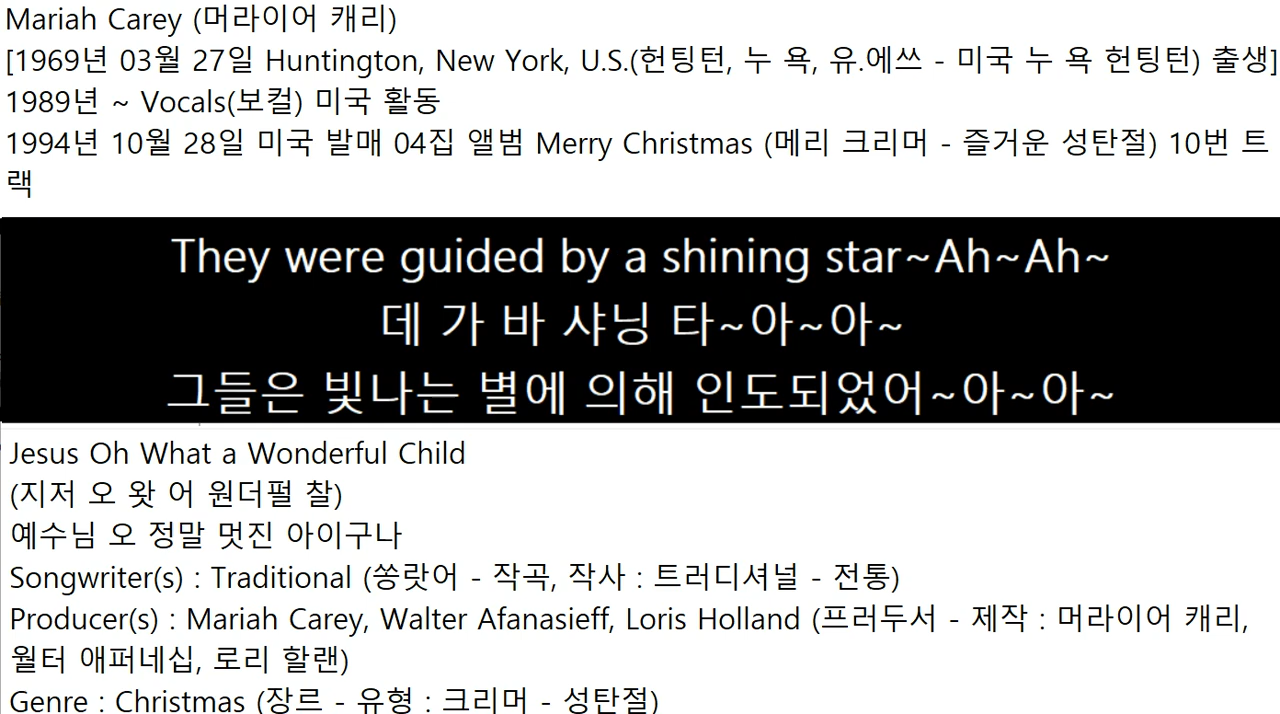 Mariah Carey (머라이어 캐리)
[1969년 03월 27일 Huntington, New York, U.S.(헌팅턴, 누 욕, 유.에쓰 - 미국 누 욕 헌팅턴) 출생]
1989년 ~ Vocals(보컬) 미국 활동
1994년 10월 28일 미국 발매 04집 앨범 Merry Christmas (메리 크리머 - 즐거운 성탄절) 10번 트
랙
They were guided by a shining star~Ah~Ah~
데 가 바 샤닝 타~아~아~
그들은 빛나는 별에 의해 인도되었어~아~아~
Jesus Oh What a Wonderful Child
(지저 오 왓 어 원더펄 찰)
예수님 오 정말 멋진 아이구나
Songwriter(s) : Traditional (쏭랏어 - 작곡, 작사 : 트러디셔널 - 전통)
Producer(s) : Mariah Carey, Walter Afanasieff, Loris Holland (프러두서 - 제작 : 머라이어 캐리,
월터 애퍼네십, 로리 할랜)
Genre : Christmas (장르 - 유형 : 크리머 - 성탄절)